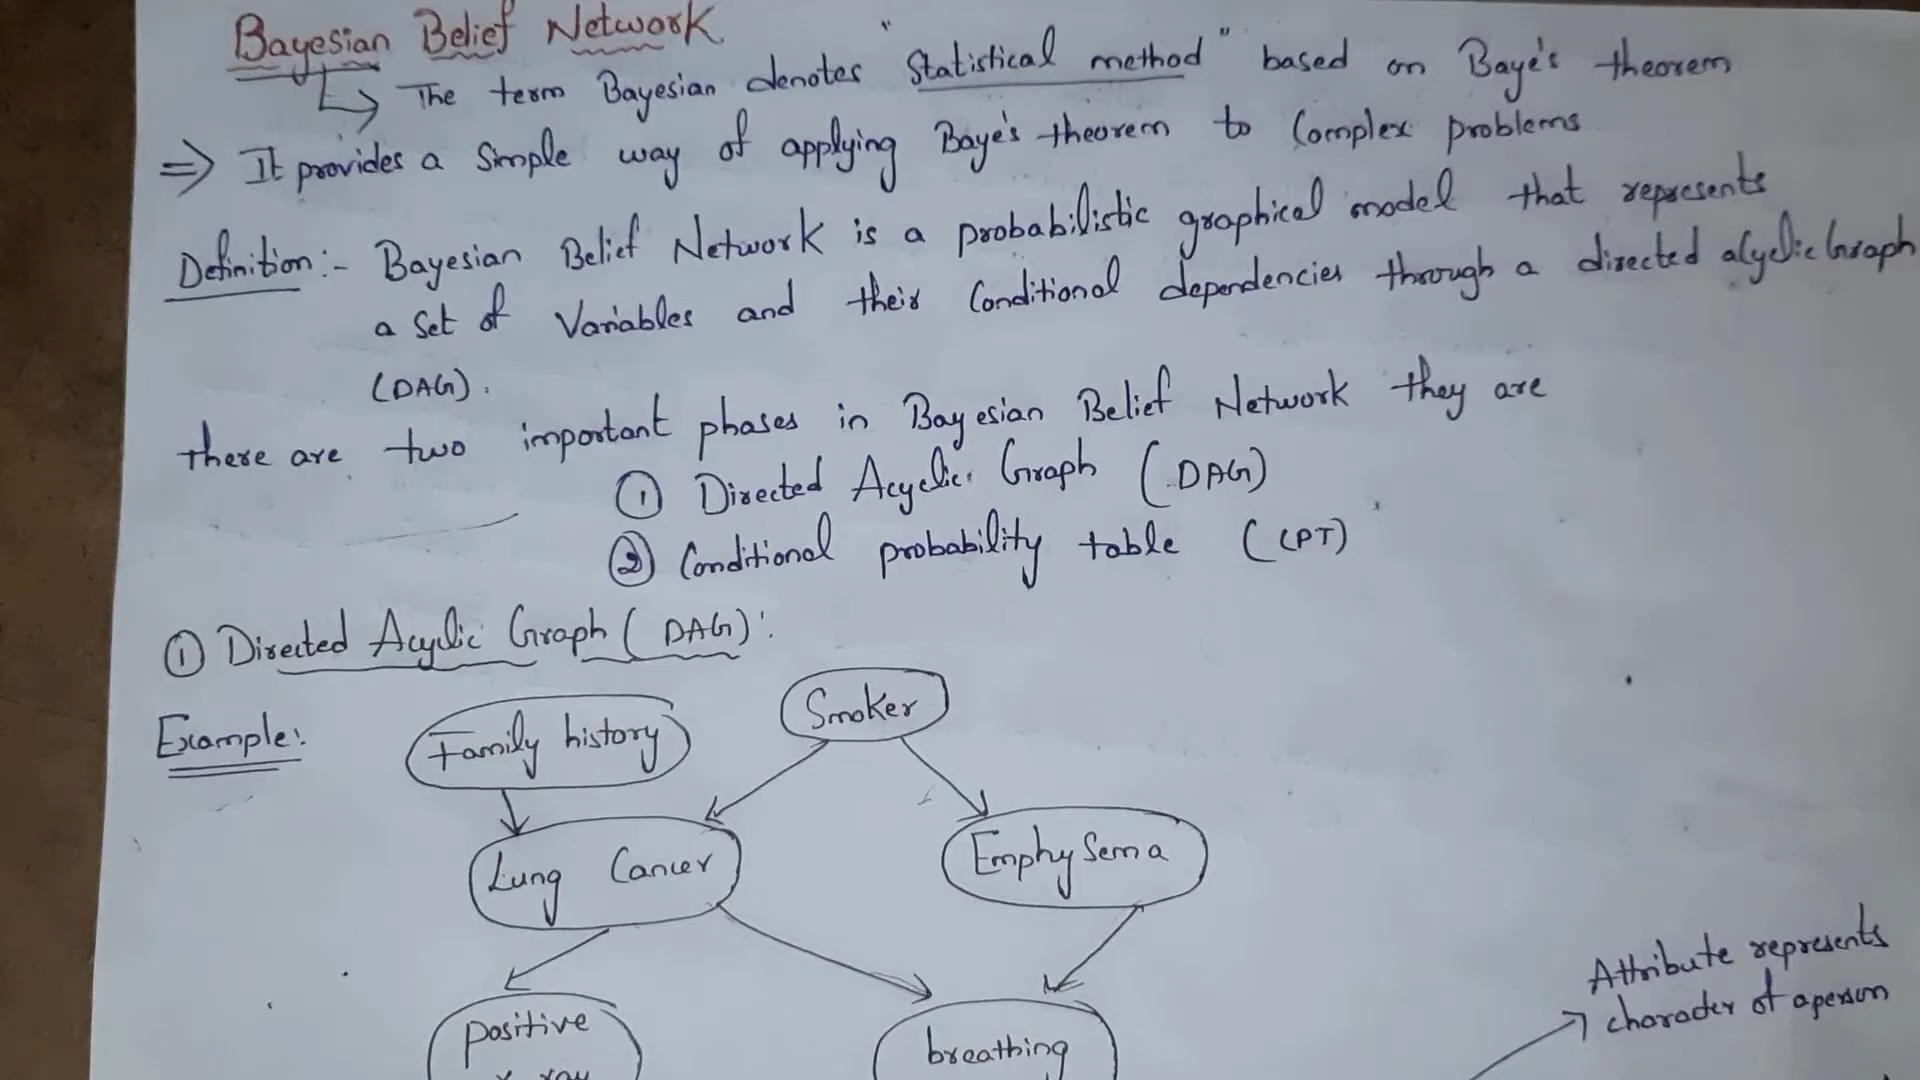 Bayesian Belief Network
The term Bayesian denotes "Statistical method" based on Baye's theorem
⇒ It provides a simple way of applying Baye's theorem to Complex problems
Definition:- Bayesian Belief Network is a probabilistic graphical model that represents
a set of Variables and their Conditional dependencies through a directed acyclic Graph
(DAG).
there are two important phases in Bayesian Belief Network they are
① Directed Acyclic Graph (DAG)
② Conditional probability table (CPT)
① Directed Acyclic Graph (DAG):
Example:
Family history
Smoker
Lung Cancer
Emphysema
Attribute represents
character of a person
positive
x-ray
breathing